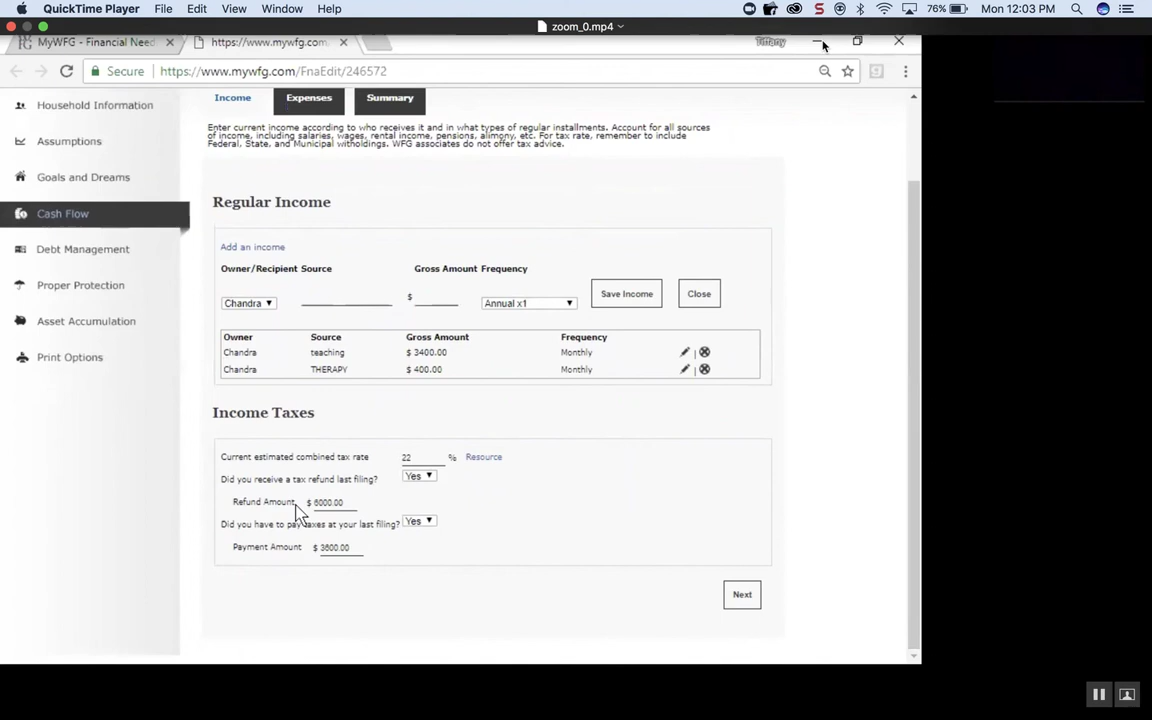 QuickTime Player File Edit View Window Help 76% Mon 12:03 PM
zoom_0.mp4
MyWFG - Financial Need https://www.mywfg.com Tiffany
Secure https://www.mywfg.com/FnaEdit/246572
Household Information
Assumptions
Goals and Dreams
Cash Flow
Debt Management
Proper Protection
Asset Accumulation
Print Options
Income Expenses Summary
Enter current income according to who receives it and in what types of regular installments. Account for all sources
of income, including salaries, wages, rental income, pensions, alimony, etc. For tax rate, remember to include
Federal, State, and Municipal witholdings. WFG associates do not offer tax advice.
Regular Income
Add an income
Owner/Recipient Source Gross Amount Frequency
Chandra $ Annual x1 Save Income Close
Owner Source Gross Amount Frequency
Chandra teaching $ 3400.00 Monthly |
Chandra THERAPY $ 400.00 Monthly |
Income Taxes
Current estimated combined tax rate 22 % Resource
Did you receive a tax refund last filing? Yes
Refund Amount $ 6000.00
Did you have to pay taxes at your last filing? Yes
Payment Amount $ 3600.00
Next